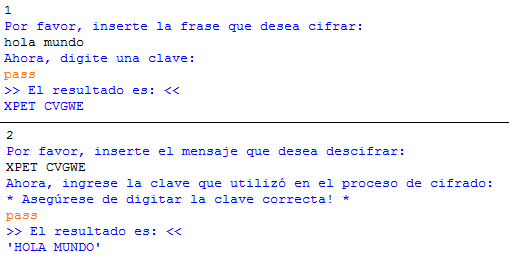 1
Por favor, inserte la frase que desea cifrar:
hola mundo
Ahora, digite una clave:
pass
>> El resultado es: <<
XPET CVGWE
2
Por favor, inserte el mensaje que desea descifrar:
XPET CVGWE
Ahora, ingrese la clave que utilizó en el proceso de cifrado:
* Asegúrese de digitar la clave correcta! *
pass
>> El resultado es: <<
'HOLA MUNDO'